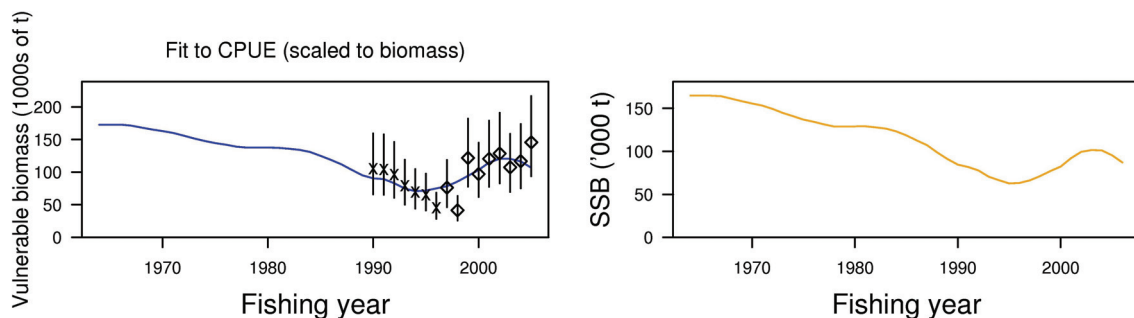 Fit to CPUE (scaled to biomass)
Vulnerable biomass (1000s of t)
200
150
100
50
0
1970 1980 1990 2000
Fishing year
SSB ('000 t)
150
100
50
0
1970 1980 1990 2000
Fishing year